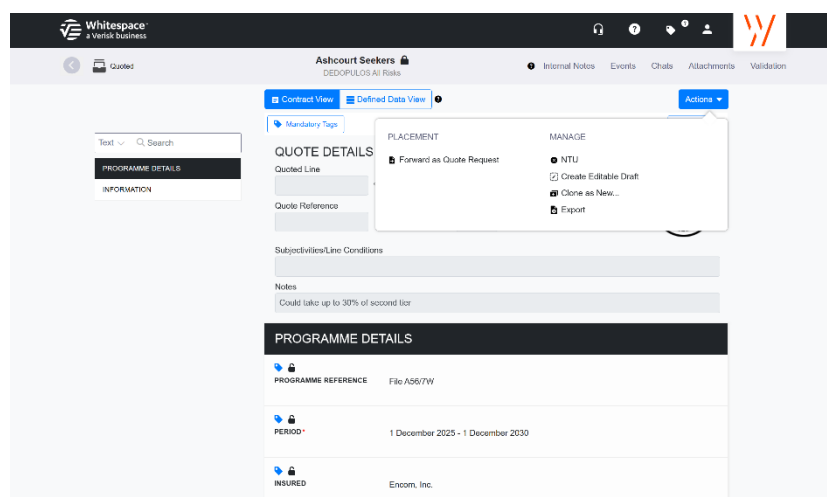 Whitespace
a Verisk business
Quoted
Ashcourt Seekers
DEDOPULOS All Risks
Internal Notes Events Chats Attachments Validation
Contract View Defined Data View
Actions
Mandatory Tags
Text Search
PROGRAMME DETAILS
INFORMATION
QUOTE DETAILS
Quoted Line
Quote Reference
PLACEMENT
Forward as Quote Request
MANAGE
NTU
Create Editable Draft
Clone as New...
Export
Subjectivities/Line Conditions
Notes
Could take up to 30% of second tier
PROGRAMME DETAILS
PROGRAMME REFERENCE File A56/7W
PERIOD* 1 December 2025 - 1 December 2030
INSURED Encom, Inc.